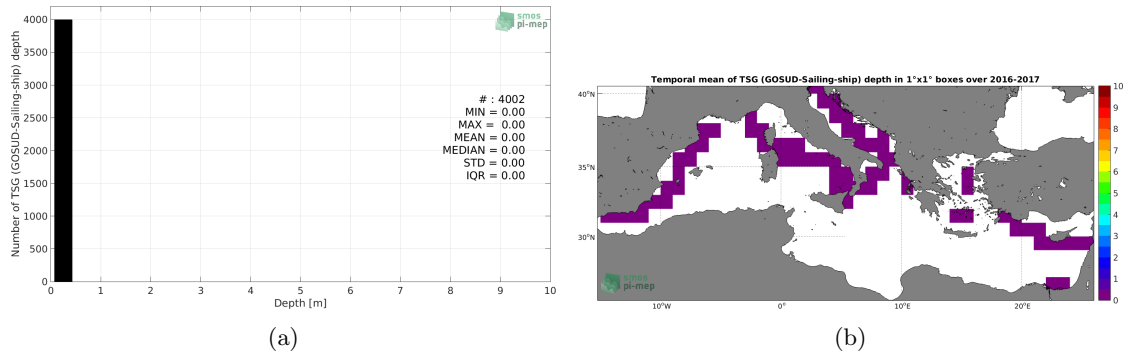 smos
pi-mep
Number of TSG (GOSUD-Sailing-ship) depth
4000
3500
3000
2500
2000
1500
1000
500
0
# : 4002
MIN = 0.00
MAX = 0.00
MEAN = 0.00
MEDIAN = 0.00
STD = 0.00
IQR = 0.00
0 1 2 3 4 5 6 7 8 9 10
Depth [m]
(a)
Temporal mean of TSG (GOSUD-Sailing-ship) depth in 1°x1° boxes over 2016-2017
40°N
35°N
30°N
10°W 0° 10°E 20°E
smos
pi-mep
10
9
8
7
6
5
4
3
2
1
0
(b)